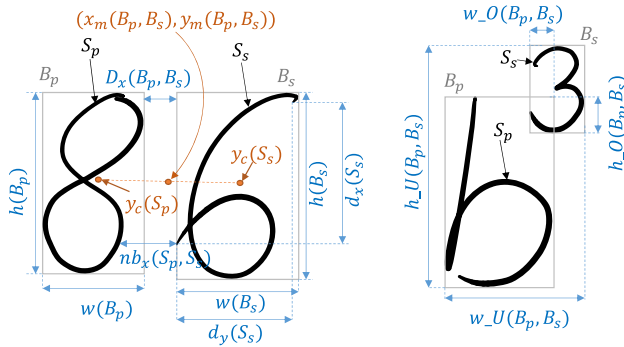 (x_m(B_p, B_s), y_m(B_p, B_s))
w_O(B_p, B_s)
S_p
S_s
B_s
B_p
D_x(B_p, B_s)
B_s
S_s
B_p
y_c(S_s)
S_p
h(B_p)
y_c(S_p)
h(B_s)
d_x(S_s)
h_U(B_p, B_s)
h_O(B_p, B_s)
nb_x(S_p, S_s)
w(B_p)
w(B_s)
d_y(S_s)
w_U(B_p, B_s)
8
6
3
6